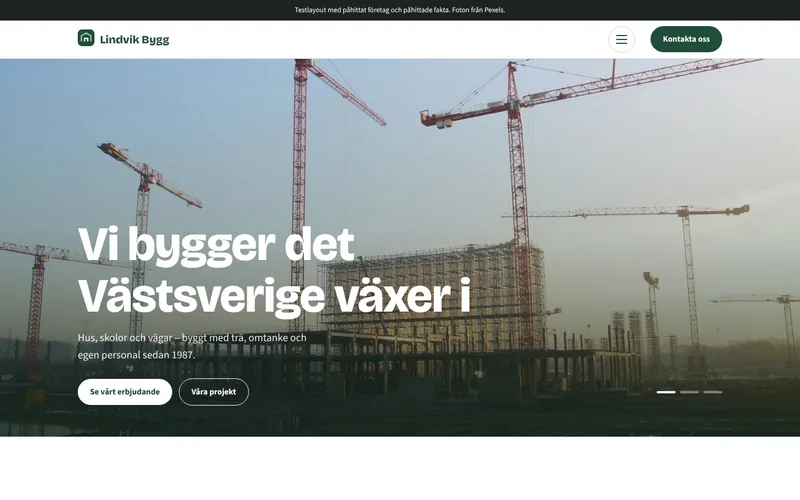 Testlayout med påhittat företag och påhittade fakta. Foton från Pexels.
Lindvik Bygg
Kontakta oss
Vi bygger det
Västsverige växer i
Hus, skolor och vägar – byggt med trä, omtanke och
egen personal sedan 1987.
Se vårt erbjudande
Våra projekt